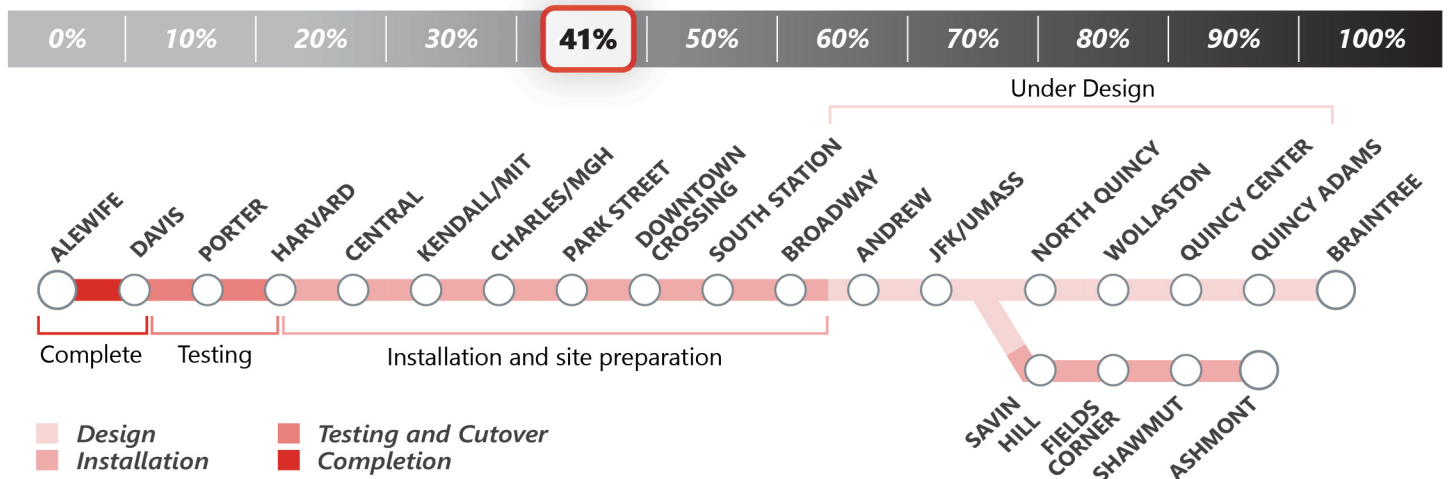 0% 10% 20% 30% 41% 50% 60% 70% 80% 90% 100%
Under Design
ALEWIFE
DAVIS
PORTER
HARVARD
CENTRAL
KENDALL/MIT
CHARLES/MGH
PARK STREET
DOWNTOWN
CROSSING
SOUTH STATION
BROADWAY
ANDREW
JFK/UMASS
NORTH QUINCY
WOLLASTON
QUINCY CENTER
QUINCY ADAMS
BRAINTREE
Complete
Testing
Installation and site preparation
SAVIN
HILL
FIELDS
CORNER
SHAWMUT
ASHMONT
Design
Installation
Testing and Cutover
Completion